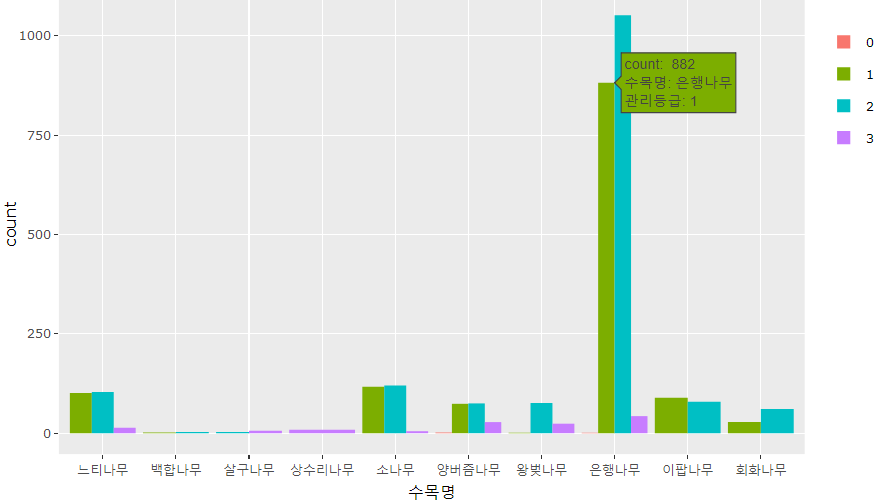 1000
750
500
250
0
count
count: 882
수목명: 은행나무
관리등급: 1
0
1
2
3
느티나무 백합나무 살구나무 상수리나무 소나무 양버즘나무 왕벚나무 은행나무 이팝나무 회화나무
수목명